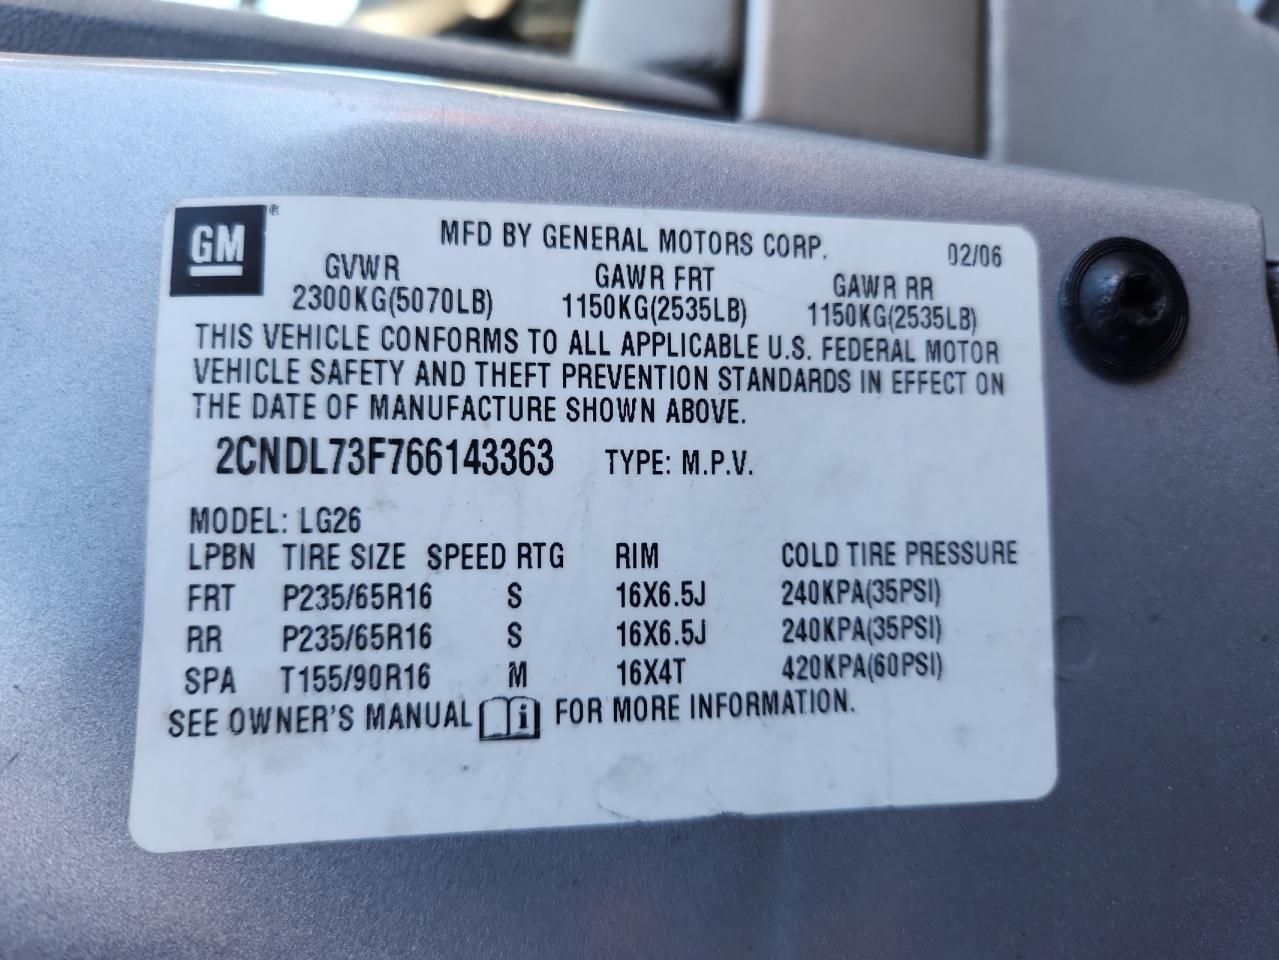 GM®
MFD BY GENERAL MOTORS CORP. 02/06
GVWR GAWR FRT GAWR RR
2300KG(5070LB) 1150KG(2535LB) 1150KG(2535LB)
THIS VEHICLE CONFORMS TO ALL APPLICABLE U.S. FEDERAL MOTOR
VEHICLE SAFETY AND THEFT PREVENTION STANDARDS IN EFFECT ON
THE DATE OF MANUFACTURE SHOWN ABOVE.
2CNDL73F766143363 TYPE: M.P.V.
MODEL: LG26
LPBN TIRE SIZE SPEED RTG RIM COLD TIRE PRESSURE
FRT P235/65R16 S 16X6.5J 240KPA(35PSI)
RR P235/65R16 S 16X6.5J 240KPA(35PSI)
SPA T155/90R16 M 16X4T 420KPA(60PSI)
SEE OWNER'S MANUAL i FOR MORE INFORMATION.